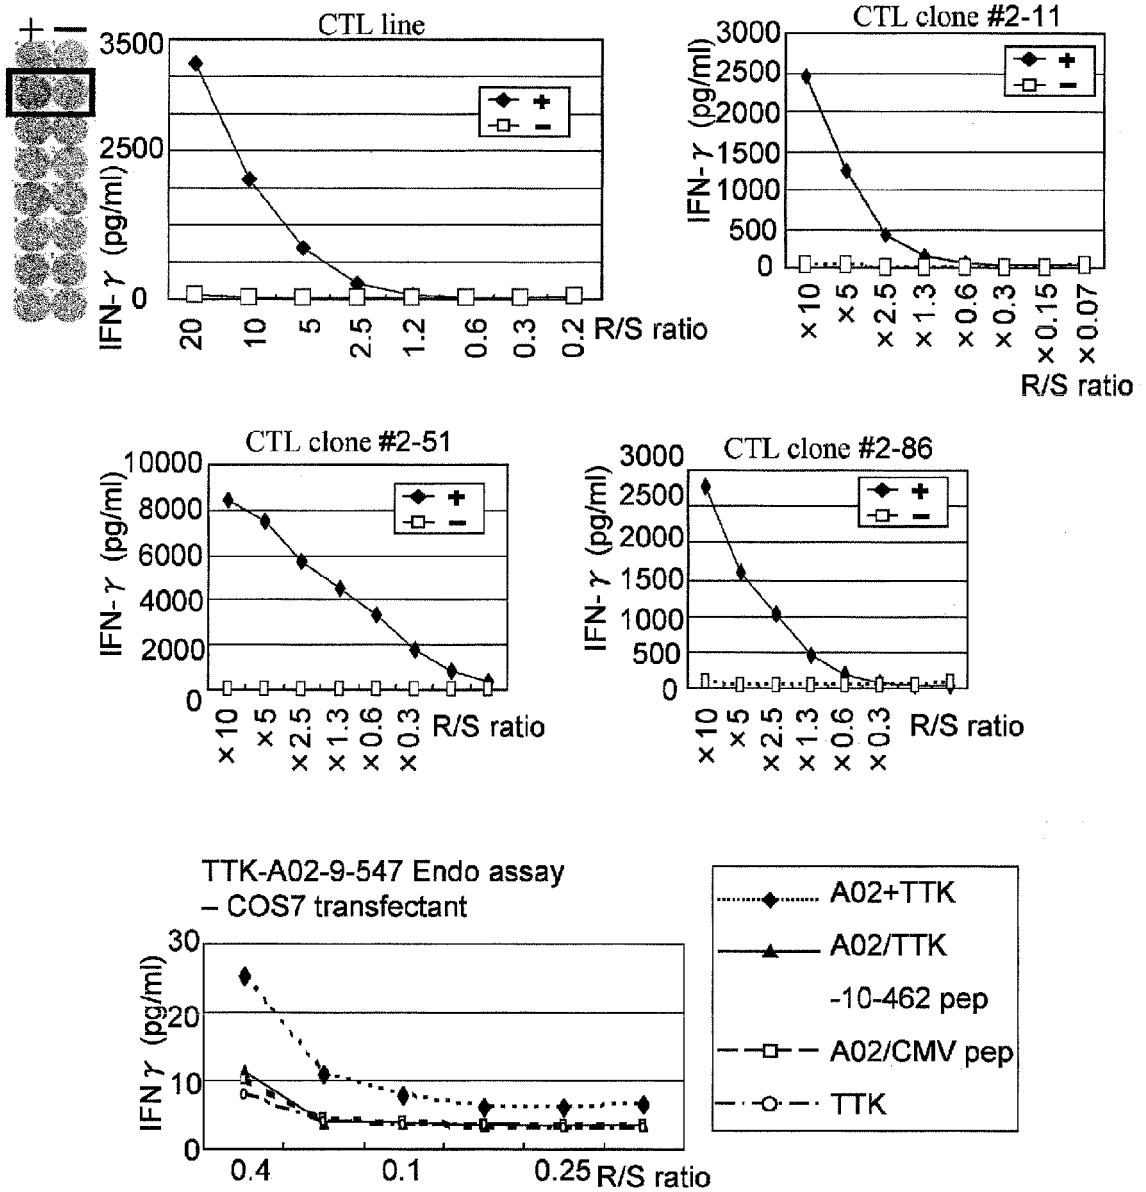 + −
CTL line
IFN-γ (pg/ml)
3500
2500
0
+
−
20 10 5 2.5 1.2 0.6 0.3 0.2 R/S ratio
CTL clone #2-11
IFN-γ (pg/ml)
3000
2500
2000
1500
1000
500
0
+
−
×10 ×5 ×2.5 ×1.3 ×0.6 ×0.3 ×0.15 ×0.07
R/S ratio
CTL clone #2-51
IFN-γ (pg/ml)
10000
8000
6000
4000
2000
0
+
−
×10 ×5 ×2.5 ×1.3 ×0.6 ×0.3 R/S ratio
CTL clone #2-86
IFN-γ (pg/ml)
3000
2500
2000
1500
1000
500
0
+
−
×10 ×5 ×2.5 ×1.3 ×0.6 ×0.3 R/S ratio
TTK-A02-9-547 Endo assay
– COS7 transfectant
IFNγ (pg/ml)
30
20
10
0
0.4 0.1 0.25 R/S ratio
A02+TTK
A02/TTK
-10-462 pep
A02/CMV pep
TTK